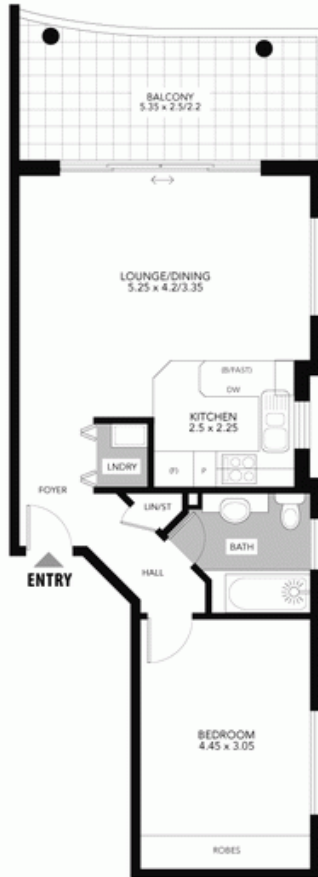 BALCONY
5.35 x 2.5/2.2
LOUNGE/DINING
5.25 x 4.2/3.35
(B/FAST)
DW
KITCHEN
2.5 x 2.25
(F)
P
LNDRY
FOYER
LIN/ST
BATH
ENTRY
HALL
BEDROOM
4.45 x 3.05
ROBES